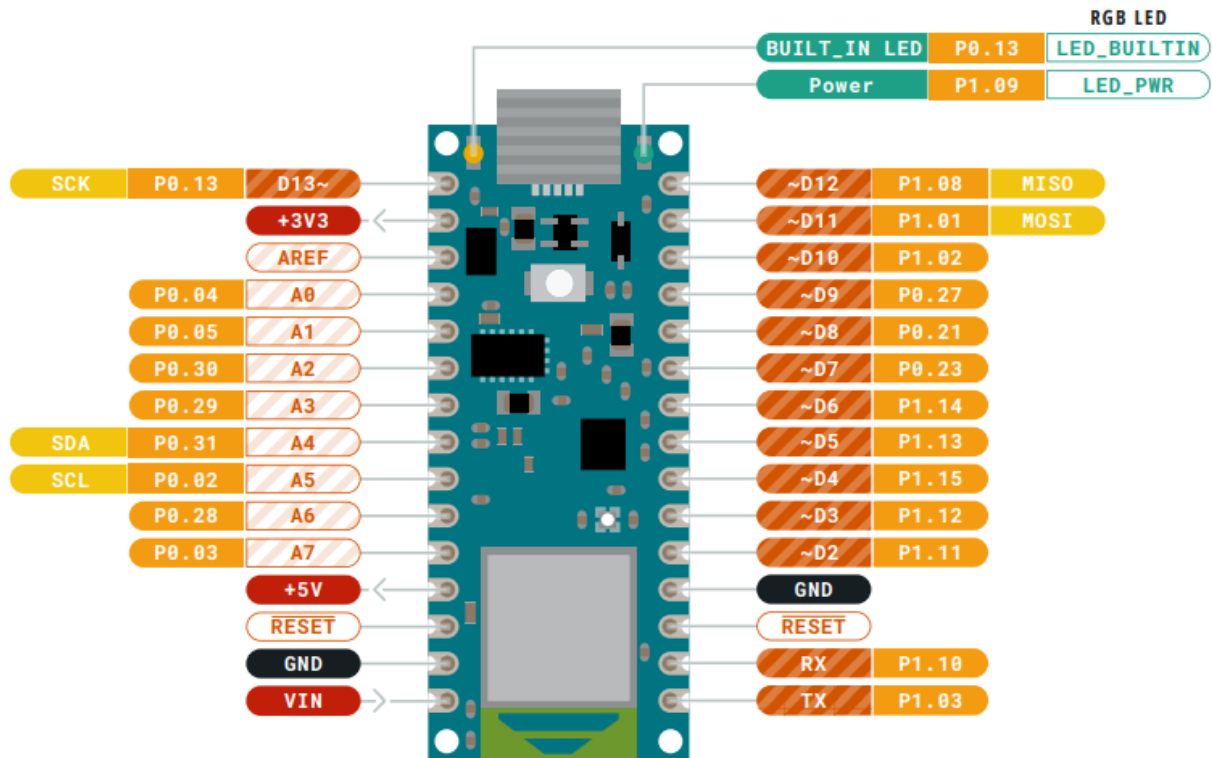 RGB LED
BUILT_IN LED P0.13 LED_BUILTIN
Power P1.09 LED_PWR
SCK P0.13 D13~
+3V3
AREF
P0.04 A0
P0.05 A1
P0.30 A2
P0.29 A3
SDA P0.31 A4
SCL P0.02 A5
P0.28 A6
P0.03 A7
+5V
RESET
GND
VIN
~D12 P1.08 MISO
~D11 P1.01 MOSI
~D10 P1.02
~D9 P0.27
~D8 P0.21
~D7 P0.23
~D6 P1.14
~D5 P1.13
~D4 P1.15
~D3 P1.12
~D2 P1.11
GND
RESET
RX P1.10
TX P1.03